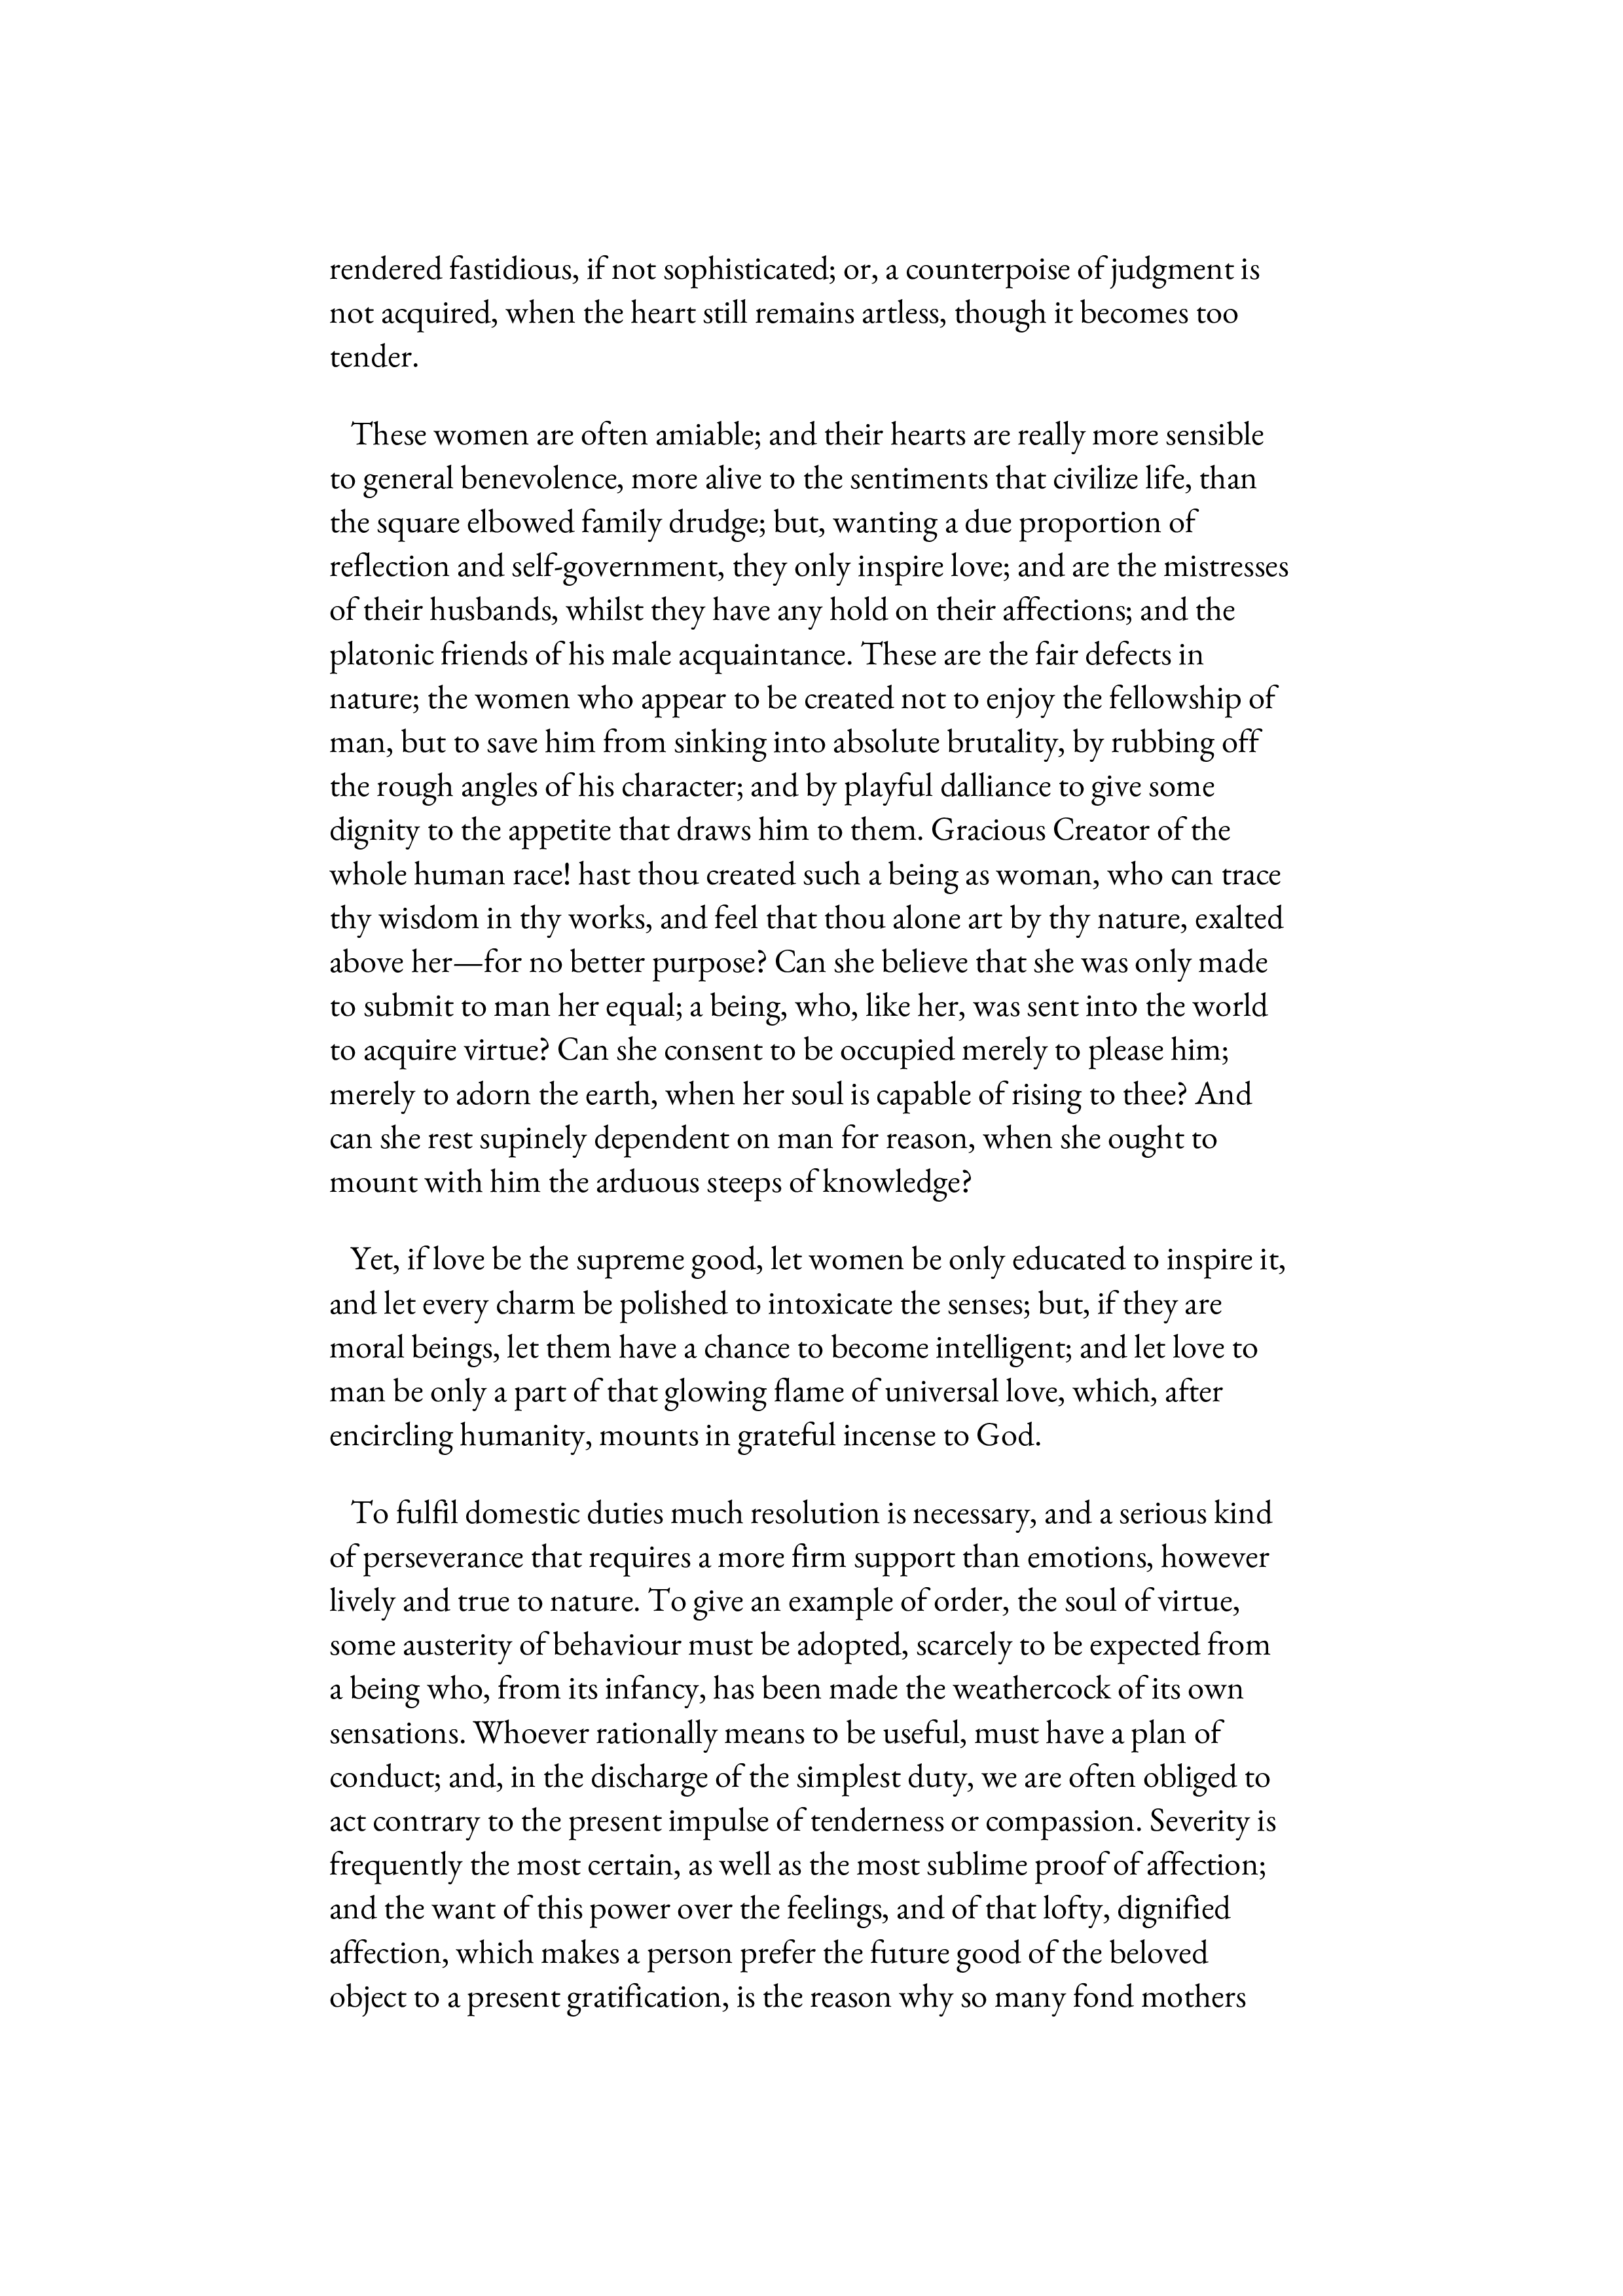 rendered fastidious, if not sophisticated; or, a counterpoise of judgment is
not acquired, when the heart still remains artless, though it becomes too
tender.
These women are often amiable; and their hearts are really more sensible
to general benevolence, more alive to the sentiments that civilize life, than
the square elbowed family drudge; but, wanting a due proportion of
reflection and self-government, they only inspire love; and are the mistresses
of their husbands, whilst they have any hold on their affections; and the
platonic friends of his male acquaintance. These are the fair defects in
nature; the women who appear to be created not to enjoy the fellowship of
man, but to save him from sinking into absolute brutality, by rubbing off
the rough angles of his character; and by playful dalliance to give some
dignity to the appetite that draws him to them. Gracious Creator of the
whole human race! hast thou created such a being as woman, who can trace
thy wisdom in thy works, and feel that thou alone art by thy nature, exalted
above her—for no better purpose? Can she believe that she was only made
to submit to man her equal; a being, who, like her, was sent into the world
to acquire virtue? Can she consent to be occupied merely to please him;
merely to adorn the earth, when her soul is capable of rising to thee? And
can she rest supinely dependent on man for reason, when she ought to
mount with him the arduous steeps of knowledge?
Yet, if love be the supreme good, let women be only educated to inspire it,
and let every charm be polished to intoxicate the senses; but, if they are
moral beings, let them have a chance to become intelligent; and let love to
man be only a part of that glowing flame of universal love, which, after
encircling humanity, mounts in grateful incense to God.
To fulfil domestic duties much resolution is necessary, and a serious kind
of perseverance that requires a more firm support than emotions, however
lively and true to nature. To give an example of order, the soul of virtue,
some austerity of behaviour must be adopted, scarcely to be expected from
a being who, from its infancy, has been made the weathercock of its own
sensations. Whoever rationally means to be useful, must have a plan of
conduct; and, in the discharge of the simplest duty, we are often obliged to
act contrary to the present impulse of tenderness or compassion. Severity is
frequently the most certain, as well as the most sublime proof of affection;
and the want of this power over the feelings, and of that lofty, dignified
affection, which makes a person prefer the future good of the beloved
object to a present gratification, is the reason why so many fond mothers